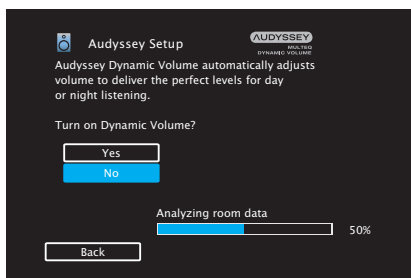 Audyssey Setup
AUDYSSEY
MULTEQ
DYNAMIC VOLUME
Audyssey Dynamic Volume automatically adjusts
volume to deliver the perfect levels for day
or night listening.
Turn on Dynamic Volume?
Yes
No
Analyzing room data
50%
Back